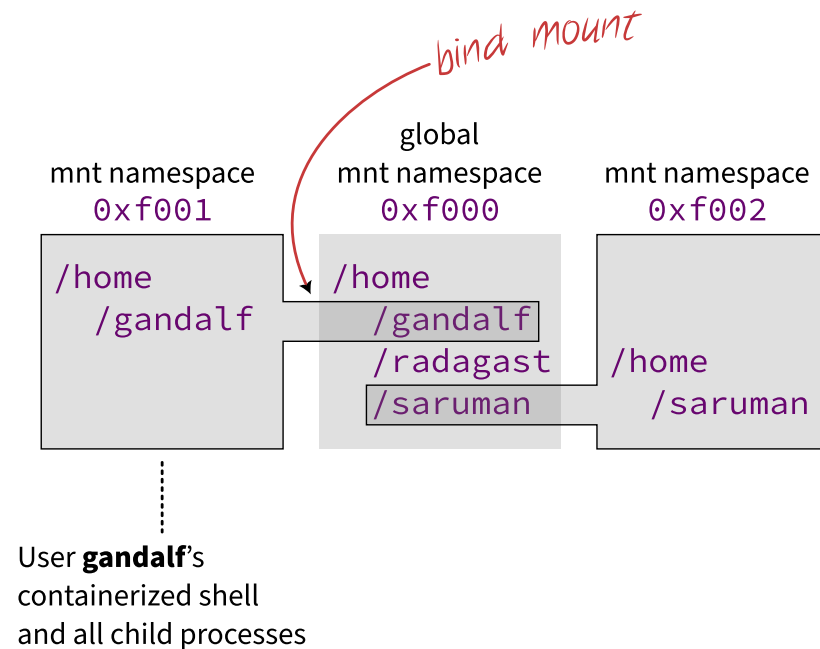 bind mount
global
mnt namespace
0xf001
mnt namespace
0xf000
mnt namespace
0xf002
/home
/gandalf
/home
/gandalf
/radagast
/saruman
/home
/saruman
User gandalf’s
containerized shell
and all child processes